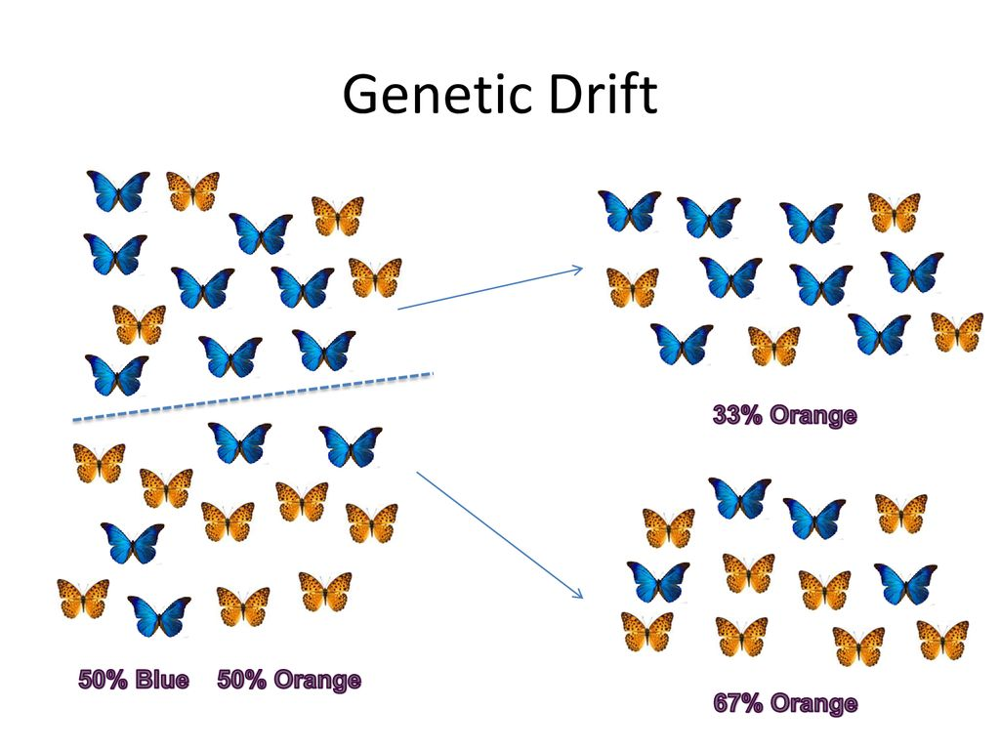 Genetic Drift
33% Orange
50% Blue 50% Orange
67% Orange